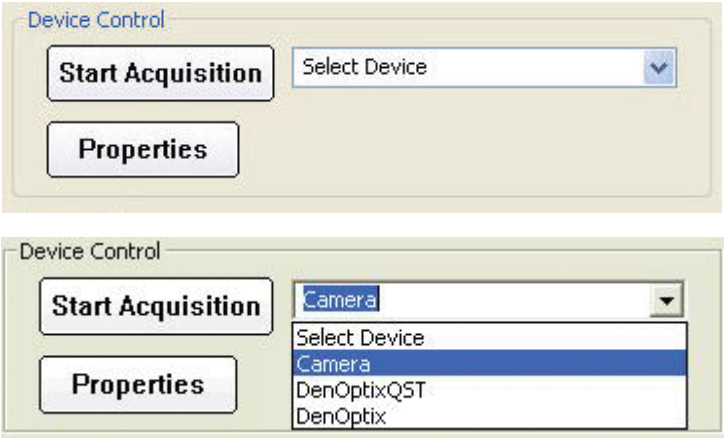 Device Control
Start Acquisition
Select Device
Properties
Device Control
Start Acquisition
Camera
Select Device
Camera
DenOptixQST
DenOptix
Properties